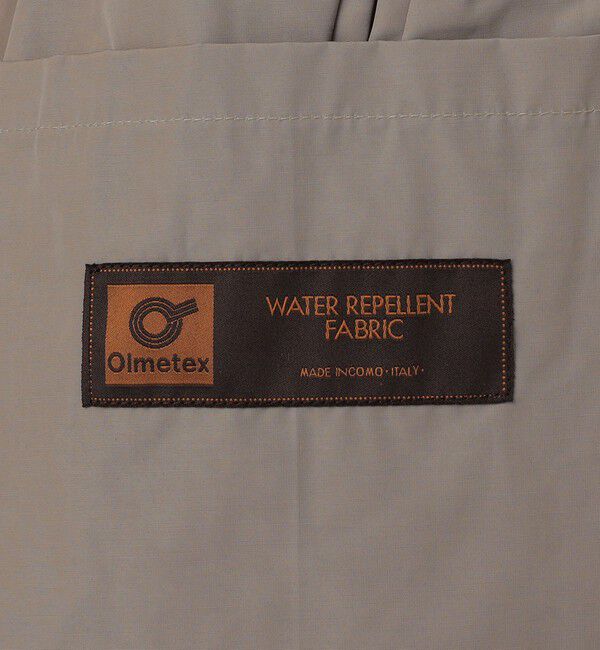 Olmetex
WATER REPELLENT
FABRIC
MADE INCOMO·ITALY·